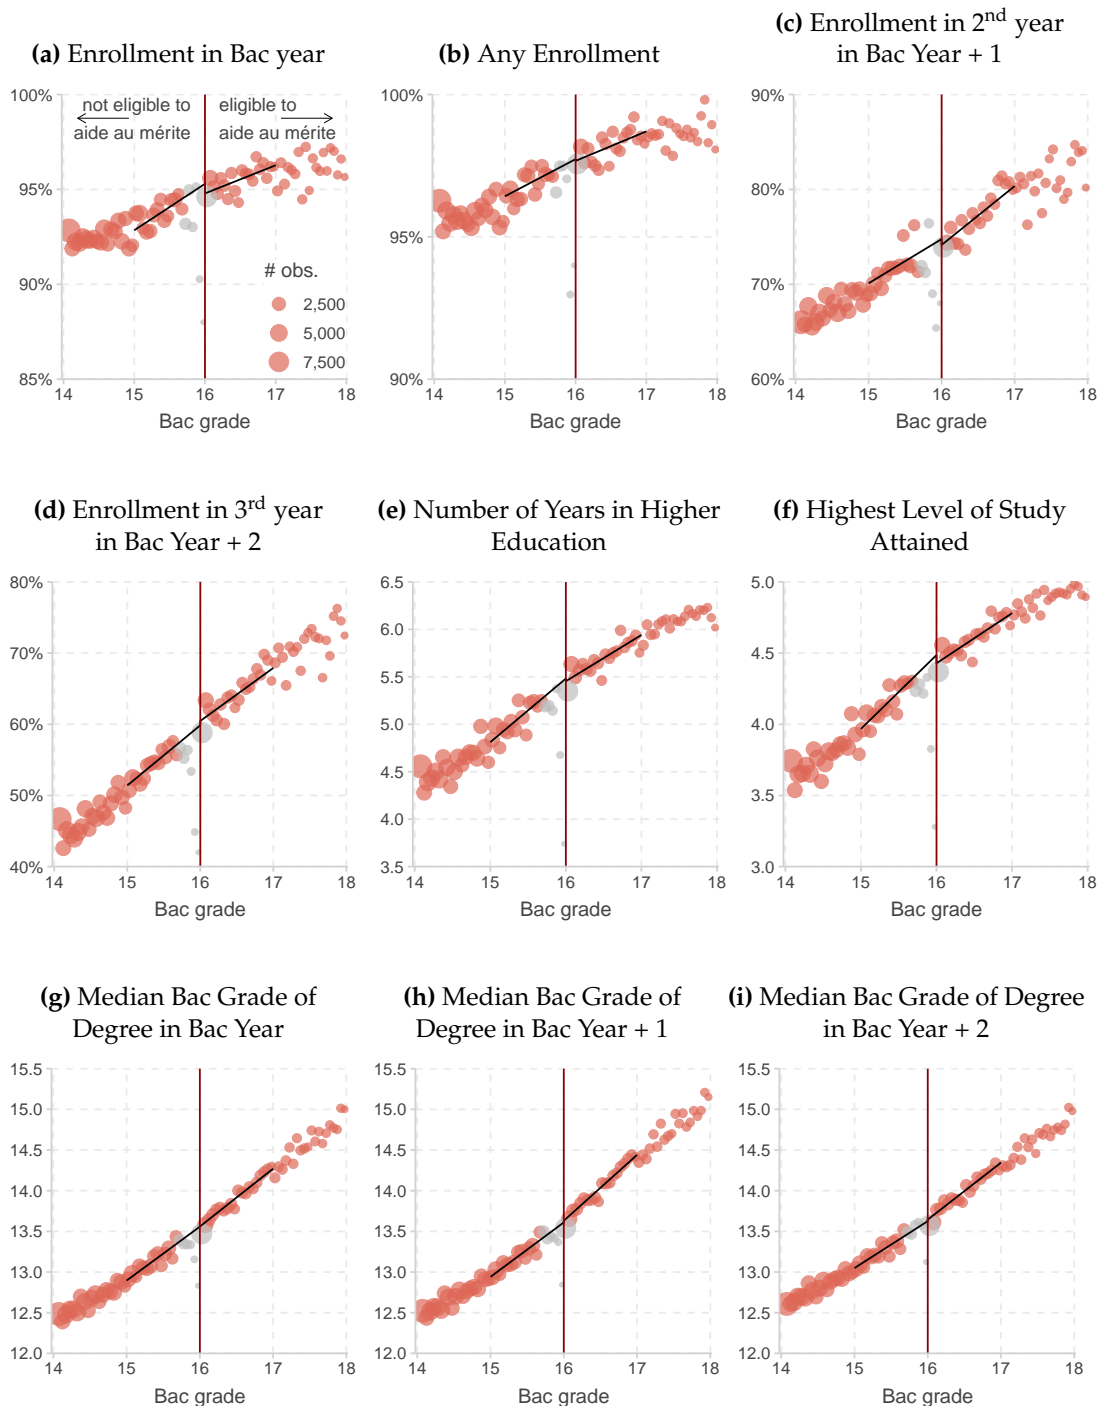 (a) Enrollment in Bac year
100%
95%
90%
85%
not eligible to
aide au mérite
eligible to
aide au mérite
# obs.
2,500
5,000
7,500
14 15 16 17 18
Bac grade
(b) Any Enrollment
100%
95%
90%
14 15 16 17 18
Bac grade
(c) Enrollment in 2nd year
in Bac Year + 1
90%
80%
70%
60%
14 15 16 17 18
Bac grade
(d) Enrollment in 3rd year
in Bac Year + 2
80%
70%
60%
50%
40%
14 15 16 17 18
Bac grade
(e) Number of Years in Higher
Education
6.5
6.0
5.5
5.0
4.5
4.0
3.5
14 15 16 17 18
Bac grade
(f) Highest Level of Study
Attained
5.0
4.5
4.0
3.5
3.0
14 15 16 17 18
Bac grade
(g) Median Bac Grade of
Degree in Bac Year
15.5
15.0
14.5
14.0
13.5
13.0
12.5
12.0
14 15 16 17 18
Bac grade
(h) Median Bac Grade of
Degree in Bac Year + 1
15.5
15.0
14.5
14.0
13.5
13.0
12.5
12.0
14 15 16 17 18
Bac grade
(i) Median Bac Grade of Degree
in Bac Year + 2
15.5
15.0
14.5
14.0
13.5
13.0
12.5
12.0
14 15 16 17 18
Bac grade